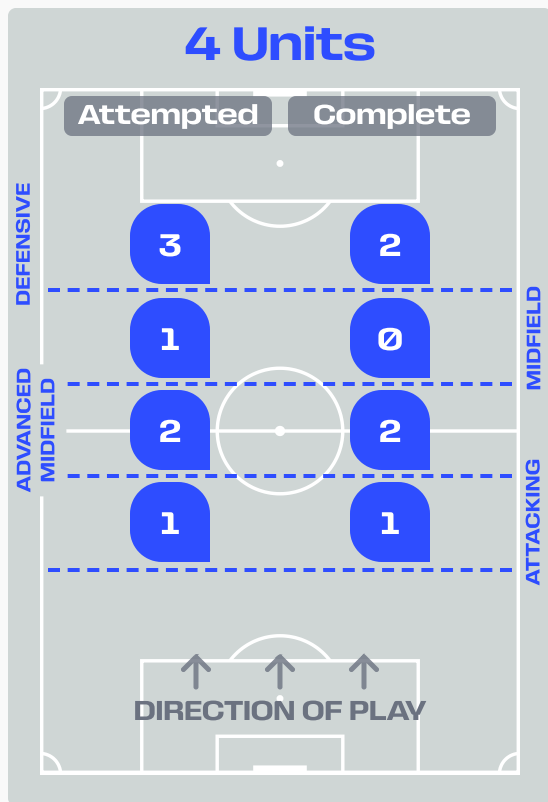 4 Units
Attempted
Complete
DEFENSIVE
3
2
MIDFIELD
1
0
ADVANCED
MIDFIELD
2
2
ATTACKING
1
1
DIRECTION OF PLAY